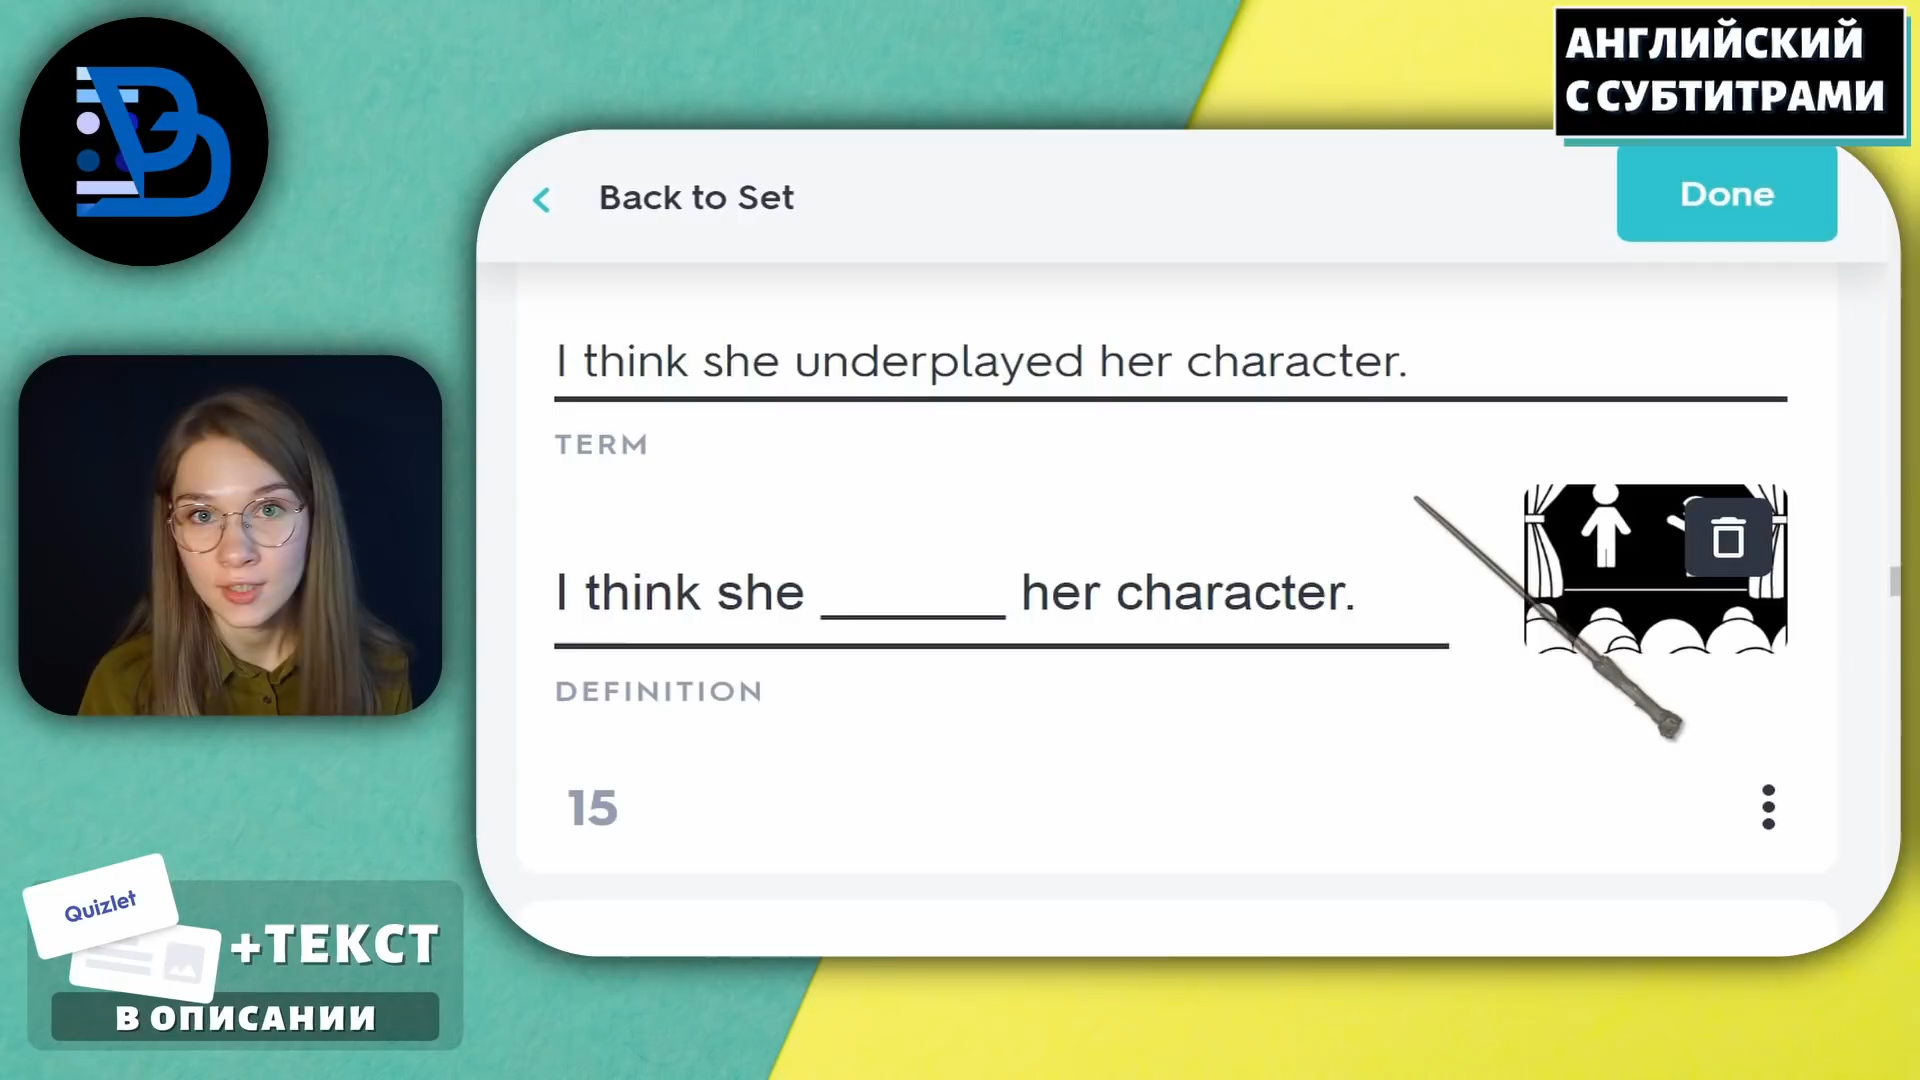 АНГЛИЙСКИЙ
С СУБТИТРАМИ
Back to Set
Done
I think she underplayed her character.
TERM
I think she _______ her character.
DEFINITION
15
Quizlet
+ТЕКСТ
В ОПИСАНИИ